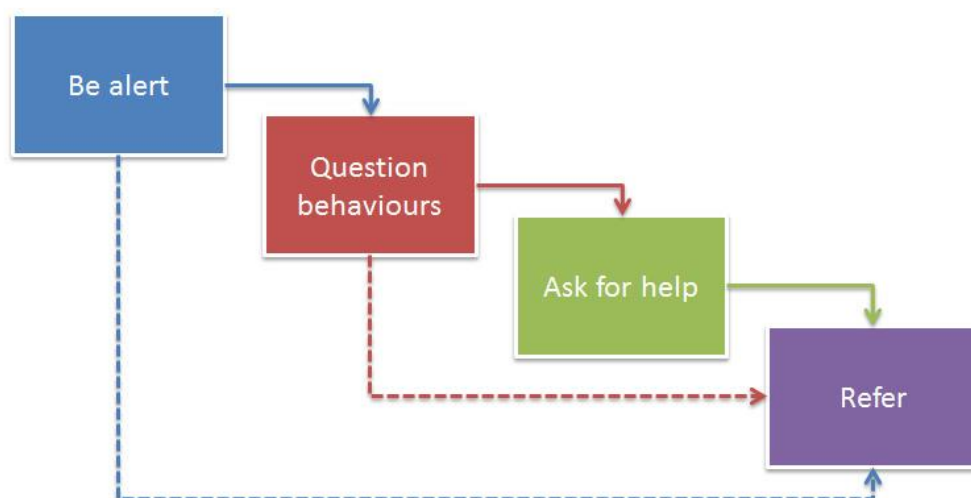 Be alert
Question
behaviours
Ask for help
Refer